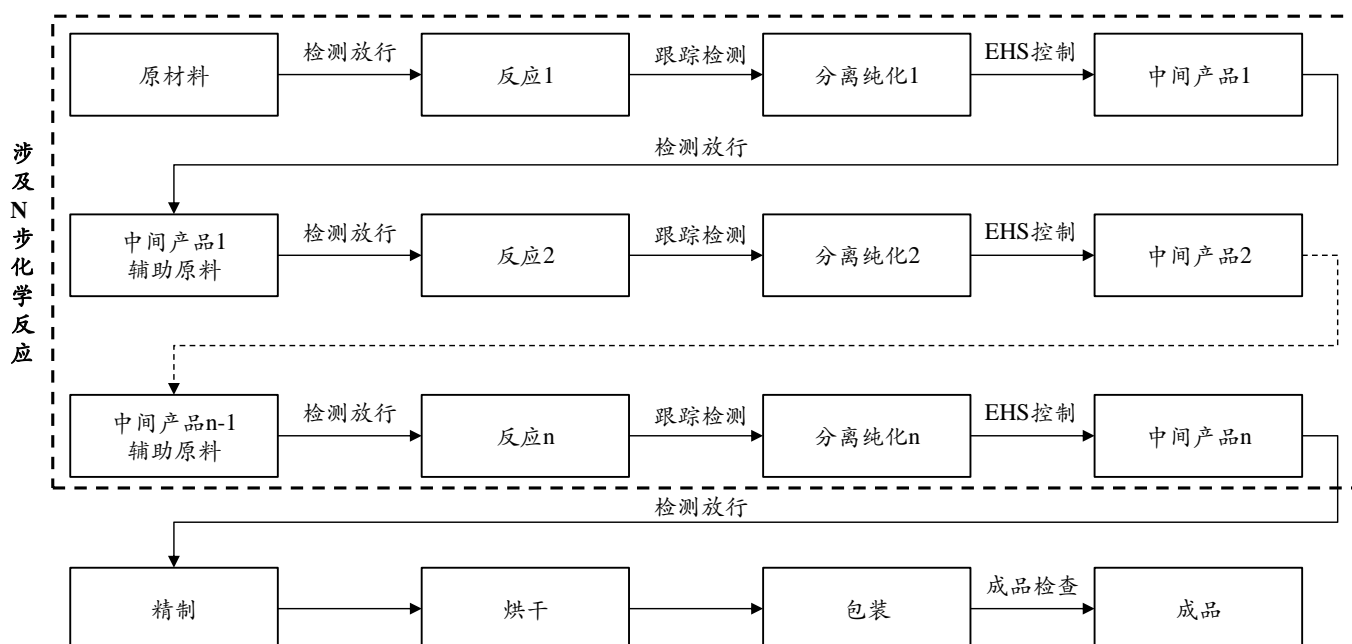 检测放行
跟踪检测
EHS控制
原材料
反应1
分离纯化1
中间产品1
检测放行
涉及N步化学反应
中间产品1
辅助原料
检测放行
反应2
跟踪检测
分离纯化2
EHS控制
中间产品2
中间产品n-1
辅助原料
检测放行
反应n
跟踪检测
分离纯化n
EHS控制
中间产品n
检测放行
精制
烘干
包装
成品检查
成品